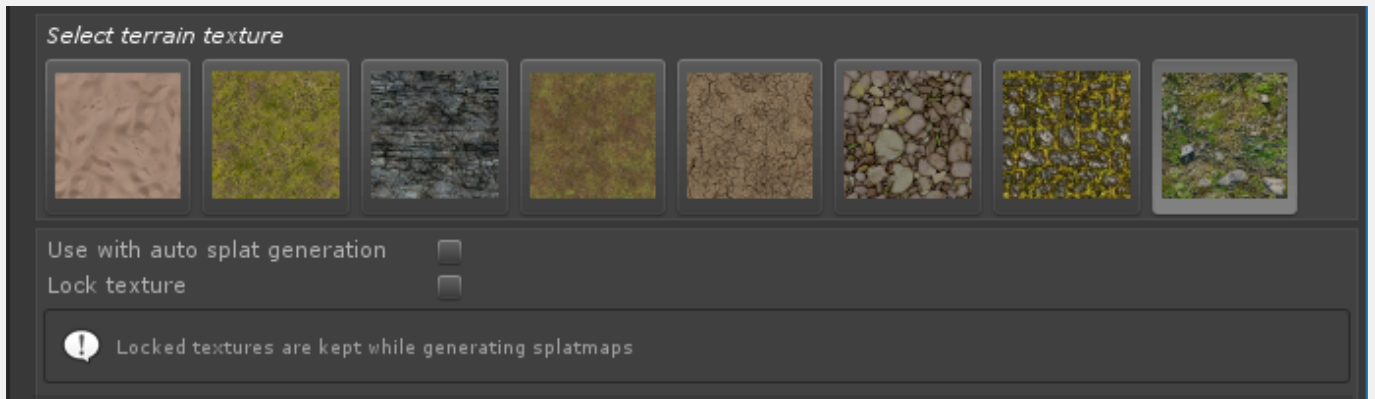 Select terrain texture
Use with auto splat generation
Lock texture
Locked textures are kept while generating splatmaps